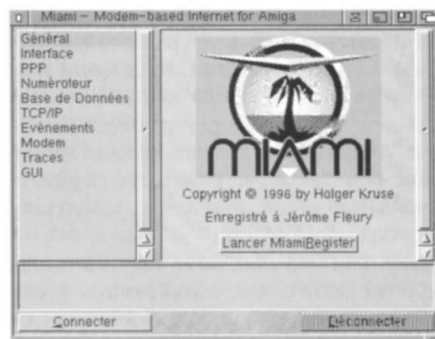 Miami - Modem-based Internet for Amiga
Général
Interface
PPP
Numéroteur
Base de Données
TCP/IP
Evènements
Modem
Traces
GUI
MIAMI
Copyright © 1996 by Holger Kruse
Enregistré à Jérôme Fleury
Lancer MiamiRegister
Connecter
Déconnecter